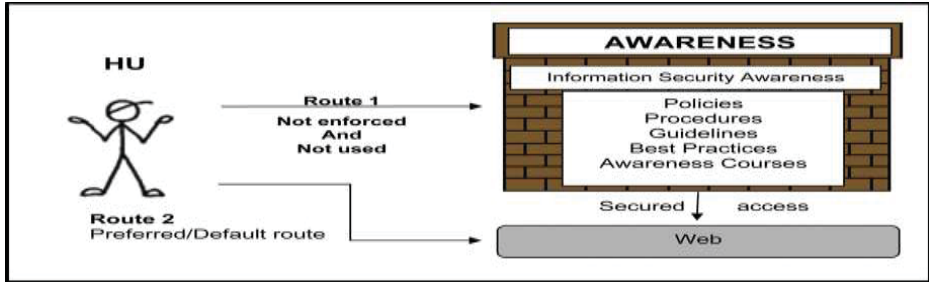 HU
Route 1
Not enforced
And
Not used
Route 2
Preferred/Default route
AWARENESS
Information Security Awareness
Policies
Procedures
Guidelines
Best Practices
Awareness Courses
Secured access
Web